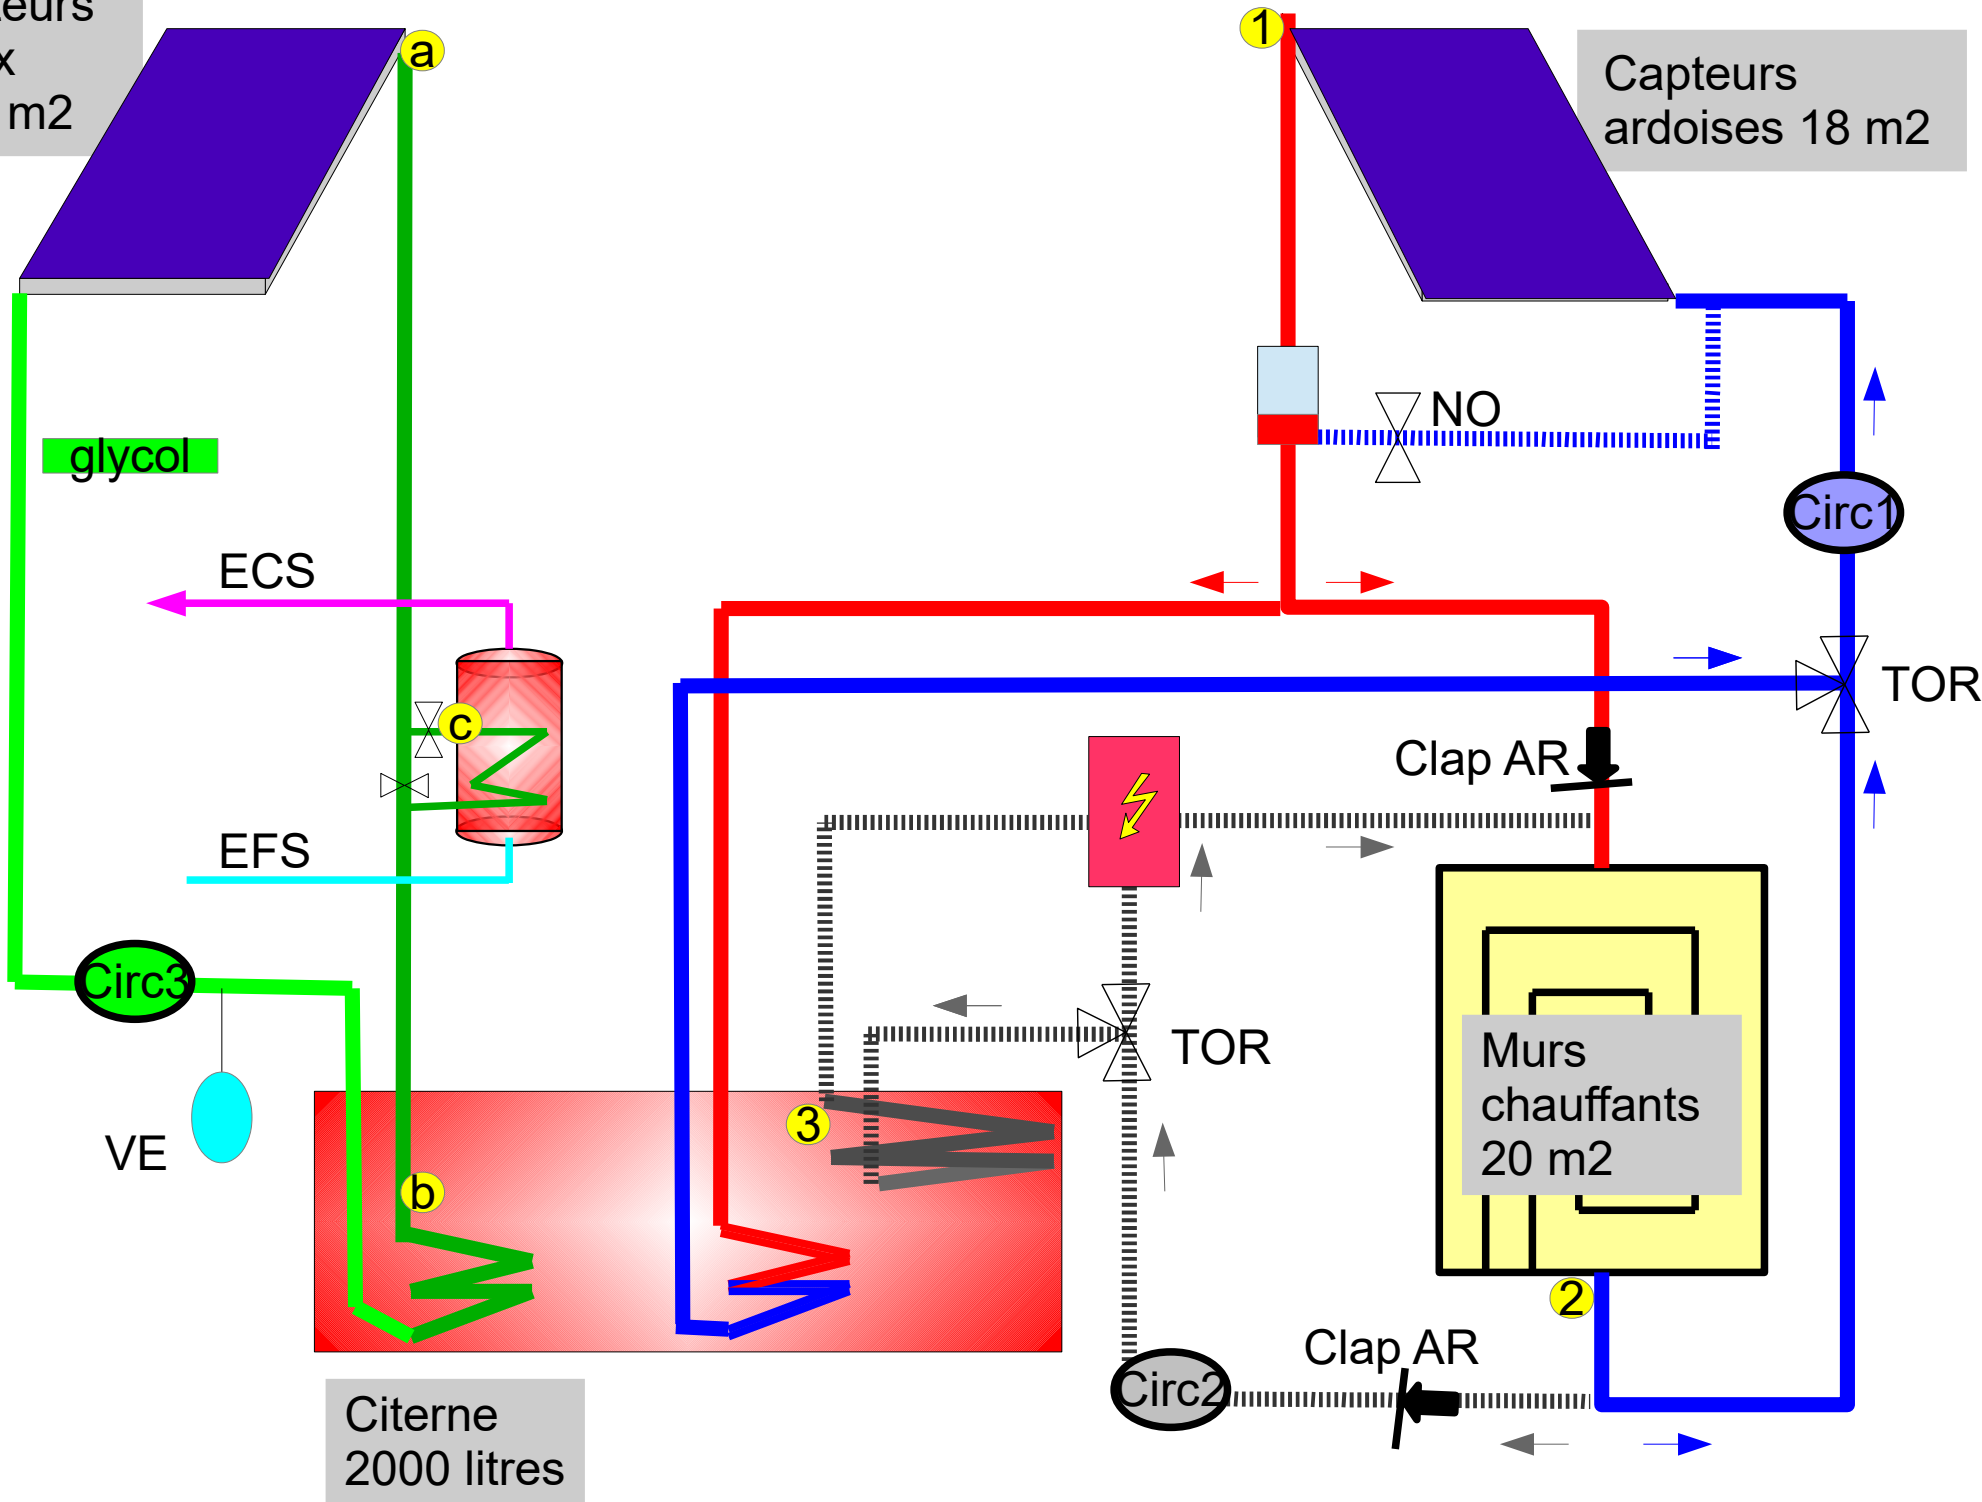 m2
a
1
Capteurs
ardoises 18 m2
NO
glycol
Circ1
ECS
TOR
c
Clap AR
EFS
Circ3
TOR
Murs
chauffants
20 m2
3
VE
b
2
Clap AR
Circ2
Citerne
2000 litres